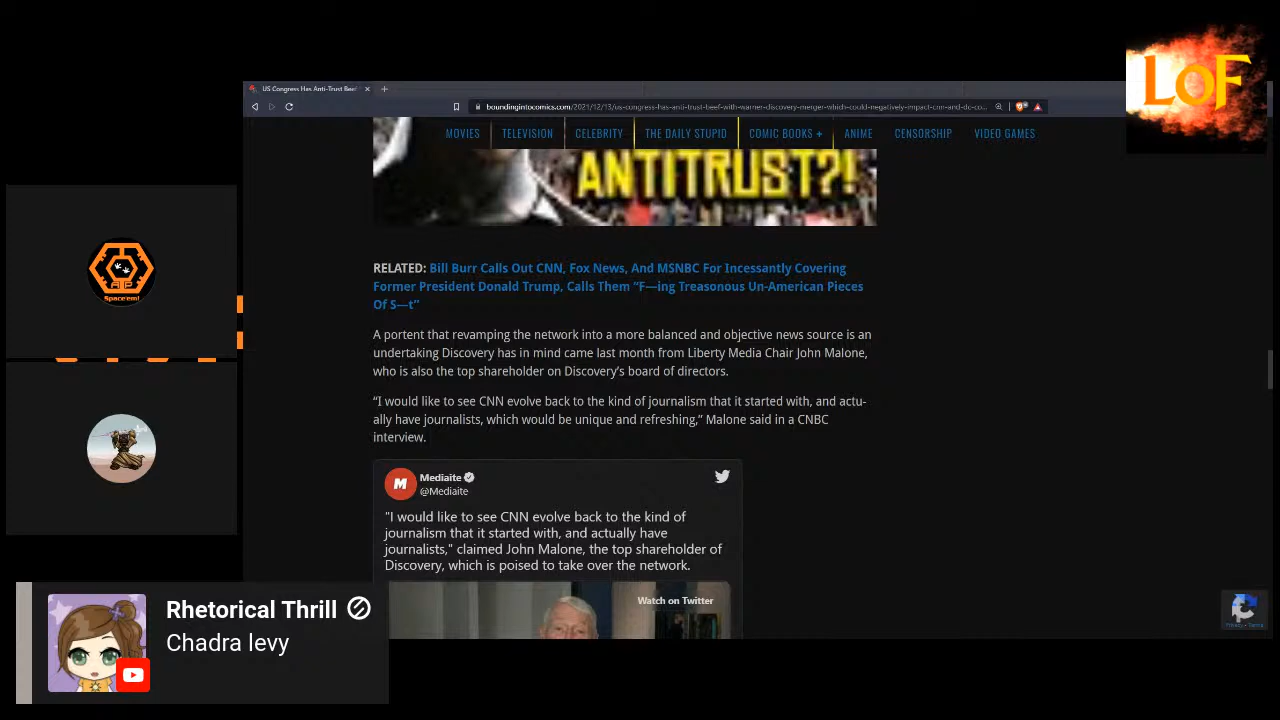 LOF
US Congress Has Anti-Trust Beef
boundingintocomics.com/2021/12/13/us-congress-has-anti-trust-beef-with-warner-discovery-merger-which-could-negatively-impact-cnn-and-dc-co...
MOVIES TELEVISION CELEBRITY THE DAILY STUPID COMIC BOOKS + ANIME CENSORSHIP VIDEO GAMES
ANTITRUST?!
RELATED: Bill Burr Calls Out CNN, Fox News, And MSNBC For Incessantly Covering
Former President Donald Trump, Calls Them “F—ing Treasonous Un-American Pieces
Of S—t”
A portent that revamping the network into a more balanced and objective news source is an
undertaking Discovery has in mind came last month from Liberty Media Chair John Malone,
who is also the top shareholder on Discovery’s board of directors.
“I would like to see CNN evolve back to the kind of journalism that it started with, and actu-
ally have journalists, which would be unique and refreshing,” Malone said in a CNBC
interview.
Mediaite
@Mediaite
"I would like to see CNN evolve back to the kind of
journalism that it started with, and actually have
journalists," claimed John Malone, the top shareholder of
Discovery, which is poised to take over the network.
Watch on Twitter
Space'em!
Rhetorical Thrill
Chadra levy
Privacy - Terms